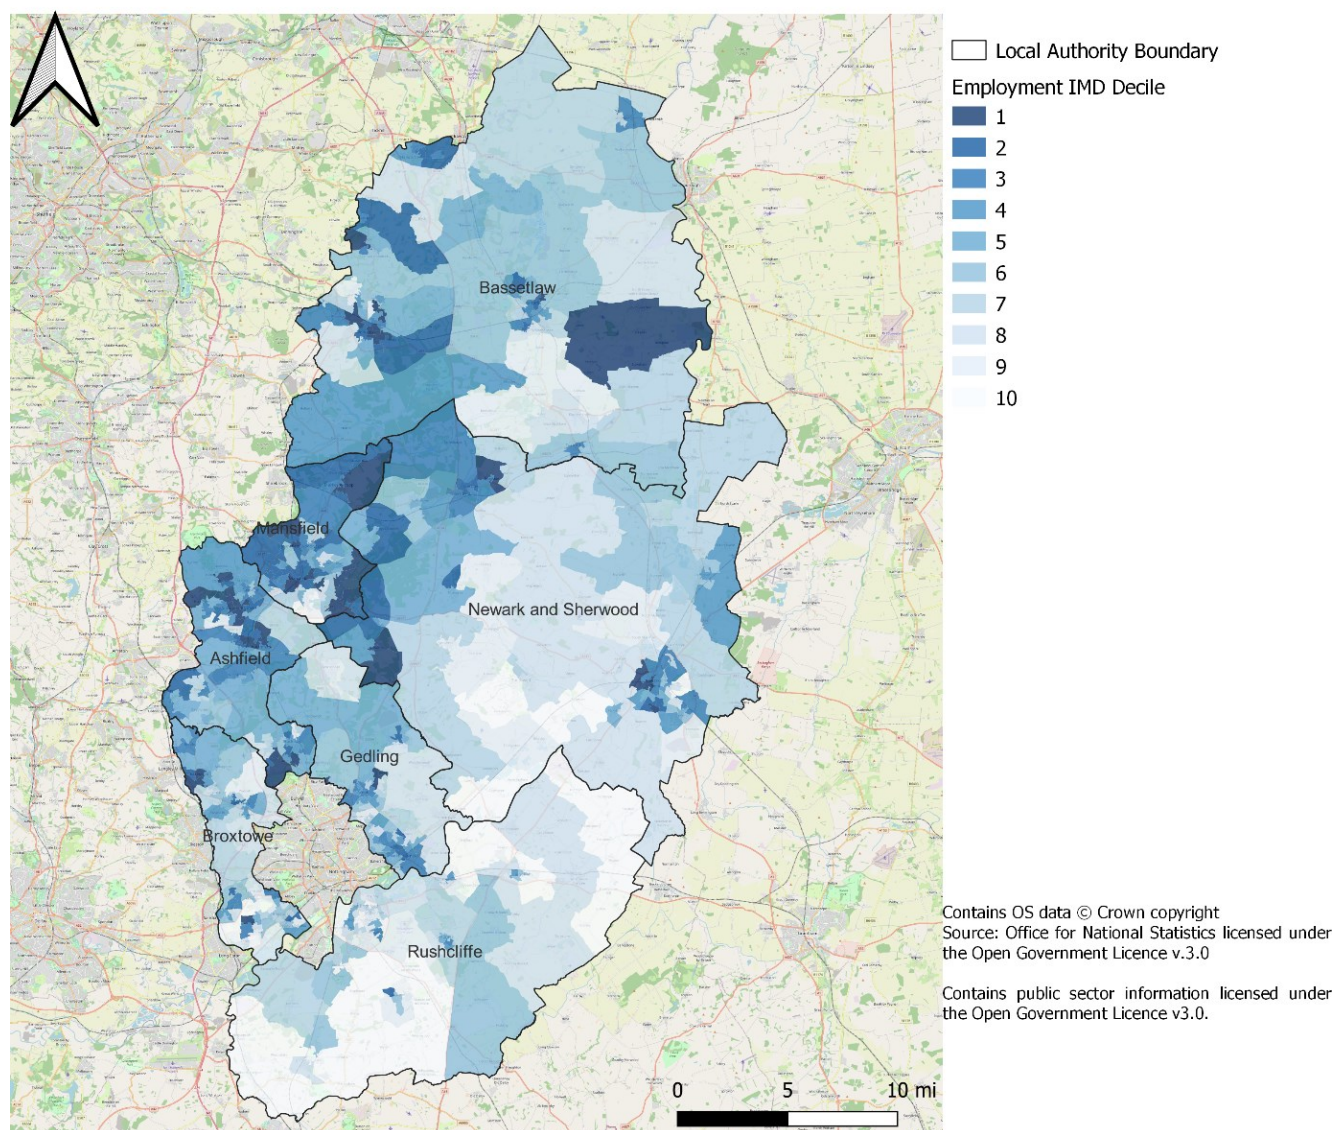 Local Authority Boundary
Employment IMD Decile
1
2
3
4
5
6
7
8
9
10
Bassetlaw
Mansfield
Newark and Sherwood
Ashfield
Gedling
Broxtowe
Rushcliffe
Contains OS data © Crown copyright
Source: Office for National Statistics licensed under
the Open Government Licence v.3.0
Contains public sector information licensed under
the Open Government Licence v3.0.
0 5 10 mi